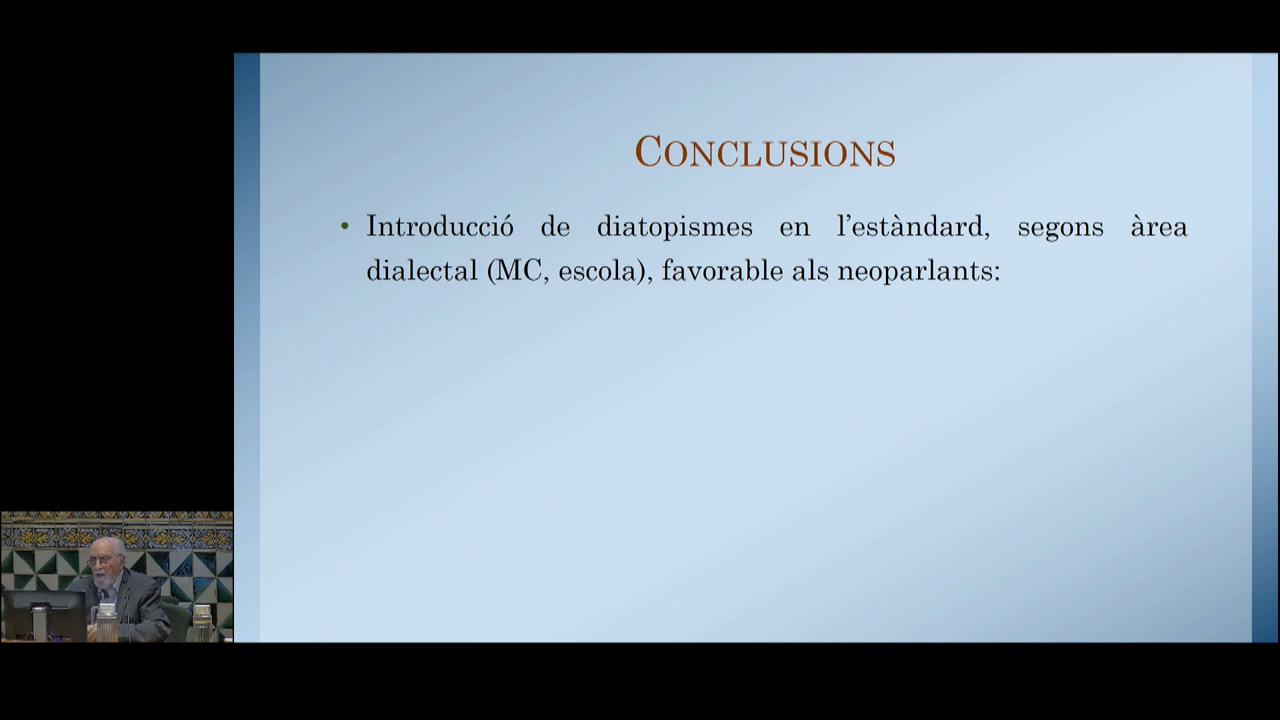 Conclusions
• Introducció de diatopismes en l’estàndard, segons àrea
dialectal (MC, escola), favorable als neoparlants: